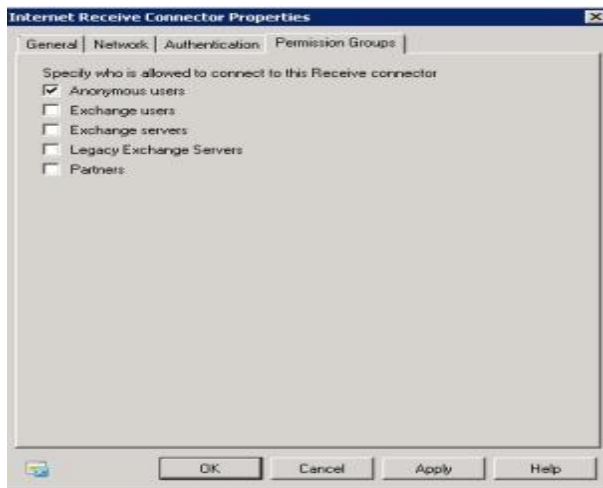 Internet Receive Connector Properties
General Network Authentication Permission Groups
Specify who is allowed to connect to this Receive connector
Anonymous users
Exchange users
Exchange servers
Legacy Exchange Servers
Partners
OK Cancel Apply Help